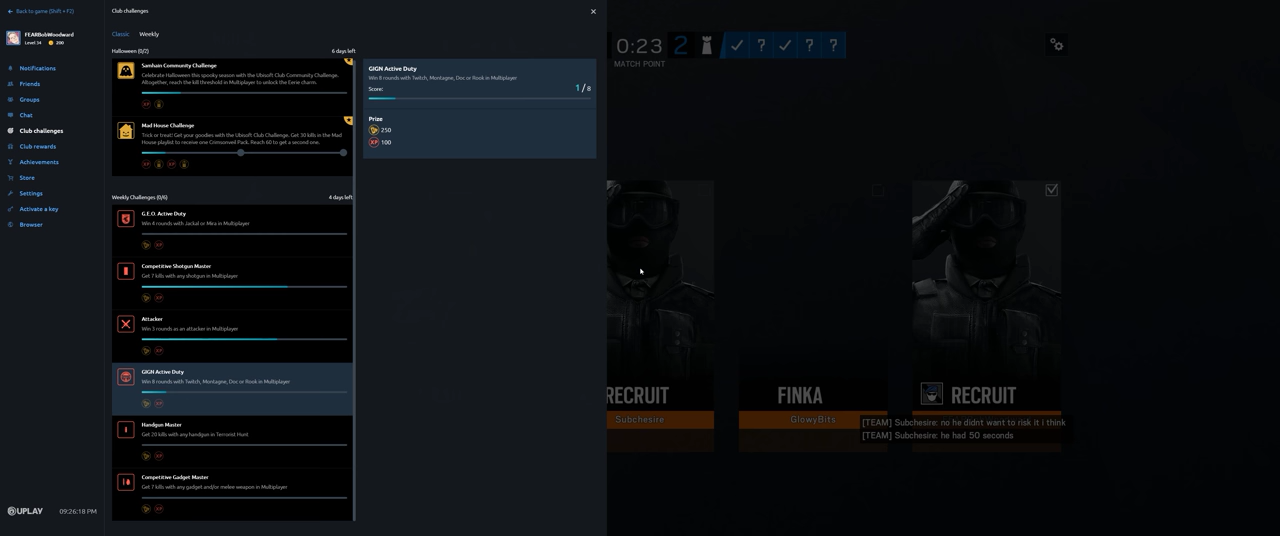 Back to game (Shift + F2)
FEARBobWoodward
Level 34 200
Notifications
Friends
Groups
Chat
Club challenges
Club rewards
Achievements
Store
Settings
Activate a key
Browser
UPLAY 09:26:18 PM
Club challenges
Classic Weekly
Halloween (0/2) 6 days left
Samhain Community Challenge
Celebrate Halloween this spooky season with the Ubisoft Club Community Challenge.
Altogether, reach the kill threshold in Multiplayer to unlock the Eerie charm.
XP
Mad House Challenge
Trick or treat! Get your goodies with the Ubisoft Club Challenge. Get 30 kills in the Mad
House playlist to receive one Crimsonveil Pack. Reach 60 to get a second one.
XP XP
Weekly Challenges (0/6) 4 days left
G.E.O. Active Duty
Win 4 rounds with Jackal or Mira in Multiplayer
XP
Competitive Shotgun Master
Get 7 kills with any shotgun in Multiplayer
XP
Attacker
Win 3 rounds as an attacker in Multiplayer
XP
GIGN Active Duty
Win 8 rounds with Twitch, Montagne, Doc or Rook in Multiplayer
XP
Handgun Master
Get 20 kills with any handgun in Terrorist Hunt
XP
Competitive Gadget Master
Get 7 kills with any gadget and/or melee weapon in Multiplayer
XP
GIGN Active Duty
Win 8 rounds with Twitch, Montagne, Doc or Rook in Multiplayer
Score: 1 / 8
Prize
250
XP 100
0:23 2 ? ? ?
MATCH POINT
RECRUIT
Subchesire
FINKA
GlowyBits
RECRUIT
[TEAM] Subchesire: no he didnt want to risk it i think
[TEAM] Subchesire: he had 50 seconds